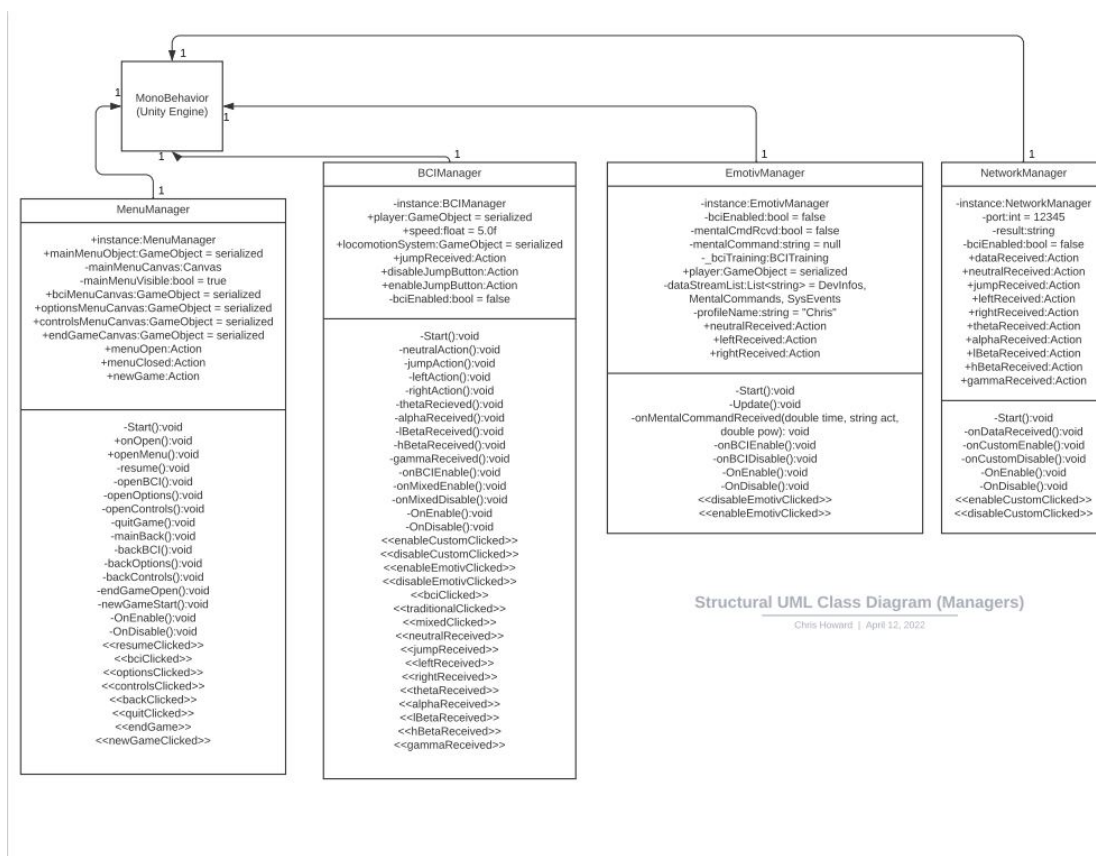 1
1
MonoBehavior
(Unity Engine)
1
1
1
1
1
1
MenuManager
+instance:MenuManager
+mainMenuObject:GameObject = serialized
-mainMenuCanvas:Canvas
-mainMenuVisible:bool = true
+bciMenuCanvas:GameObject = serialized
+optionsMenuCanvas:GameObject = serialized
+controlsMenuCanvas:GameObject = serialized
+endGameCanvas:GameObject = serialized
+menuOpen:Action
+menuClosed:Action
+newGame:Action
-Start():void
+onOpen():void
+openMenu():void
-resume():void
-openBCI():void
-openOptions():void
-openControls():void
-quitGame():void
-mainBack():void
-backBCI():void
-backOptions():void
-backControls():void
-endGameOpen():void
-newGameStart():void
-OnEnable():void
-OnDisable():void
<<resumeClicked>>
<<bciClicked>>
<<optionsClicked>>
<<controlsClicked>>
<<backClicked>>
<<quitClicked>>
<<endGame>>
<<newGameClicked>>
BCIManager
-instance:BCIManager
+player:GameObject = serialized
+speed:float = 5.0f
+locomotionSystem:GameObject = serialized
+jumpReceived:Action
+disableJumpButton:Action
+enableJumpButton:Action
-bciEnabled:bool = false
-Start():void
-neutralAction():void
-jumpAction():void
-leftAction():void
-rightAction():void
-thetaRecieved():void
-alphaReceived():void
-lBetaReceived():void
-hBetaReceived():void
-gammaReceived():void
-onBCIEnable():void
-onMixedEnable():void
-onMixedDisable():void
-OnEnable():void
-OnDisable():void
<<enableCustomClicked>>
<<disableCustomClicked>>
<<enableEmotivClicked>>
<<disableEmotivClicked>>
<<bciClicked>>
<<traditionalClicked>>
<<mixedClicked>>
<<neutralReceived>>
<<jumpReceived>>
<<leftReceived>>
<<rightReceived>>
<<thetaReceived>>
<<alphaReceived>>
<<lBetaReceived>>
<<hBetaReceived>>
<<gammaReceived>>
EmotivManager
-instance:EmotivManager
-bciEnabled:bool = false
-mentalCmdRcvd:bool = false
-mentalCommand:string = null
-_bciTraining:BCITraining
+player:GameObject = serialized
-dataStreamList:List<string> = DevInfos,
MentalCommands, SysEvents
-profileName:string = "Chris"
+neutralReceived:Action
+leftReceived:Action
+rightReceived:Action
-Start():void
-Update():void
-onMentalCommandReceived(double time, string act,
double pow): void
-onBCIEnable():void
-onBCIDisable():void
-OnEnable():void
-OnDisable():void
<<disableEmotivClicked>>
<<enableEmotivClicked>>
NetworkManager
-instance:NetworkManager
-port:int = 12345
-result:string
-bciEnabled:bool = false
+dataReceived:Action
+neutralReceived:Action
+jumpReceived:Action
+leftReceived:Action
+rightReceived:Action
+thetaReceived:Action
+alphaReceived:Action
+lBetaReceived:Action
+hBetaReceived:Action
+gammaReceived:Action
-Start():void
-onDataReceived():void
-onCustomEnable():void
-onCustomDisable():void
-OnEnable():void
-OnDisable():void
<<enableCustomClicked>>
<<disableCustomClicked>>
Structural UML Class Diagram (Managers)
Chris Howard | April 12, 2022